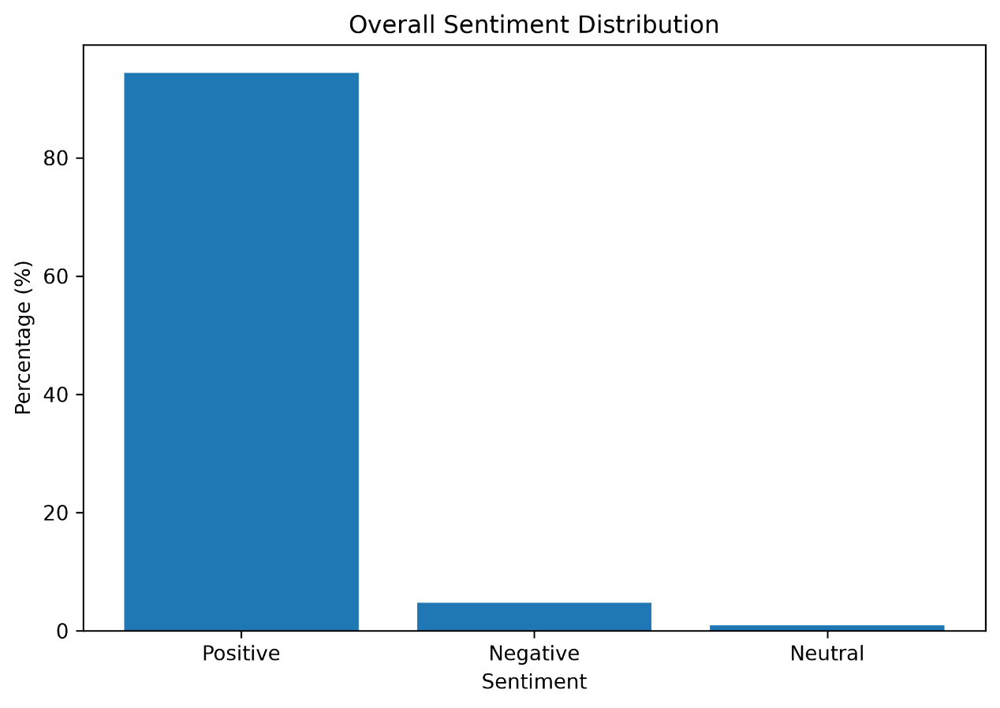 Overall Sentiment Distribution
Percentage (%)
80
60
40
20
0
Positive Negative Neutral
Sentiment